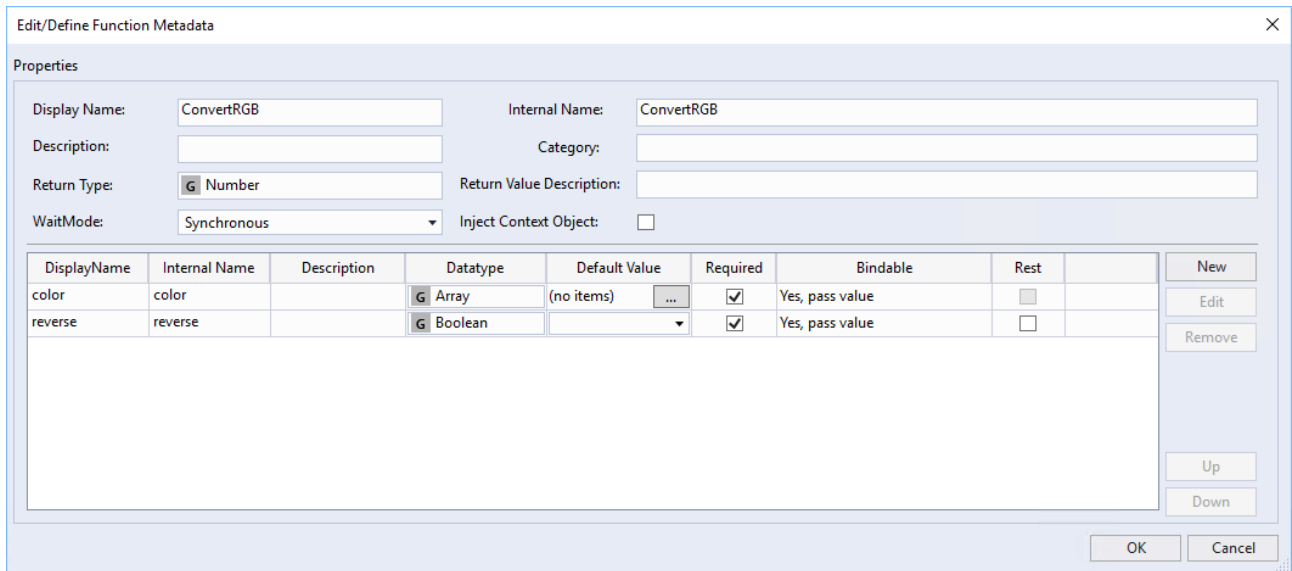 Edit/Define Function Metadata
Properties
Display Name: ConvertRGB Internal Name: ConvertRGB
Description: Category:
Return Type: G Number Return Value Description:
WaitMode: Synchronous Inject Context Object:
DisplayName Internal Name Description Datatype Default Value Required Bindable Rest New
color color G Array (no items) ... Yes, pass value Edit
reverse reverse G Boolean Yes, pass value Remove
Up
Down
OK Cancel